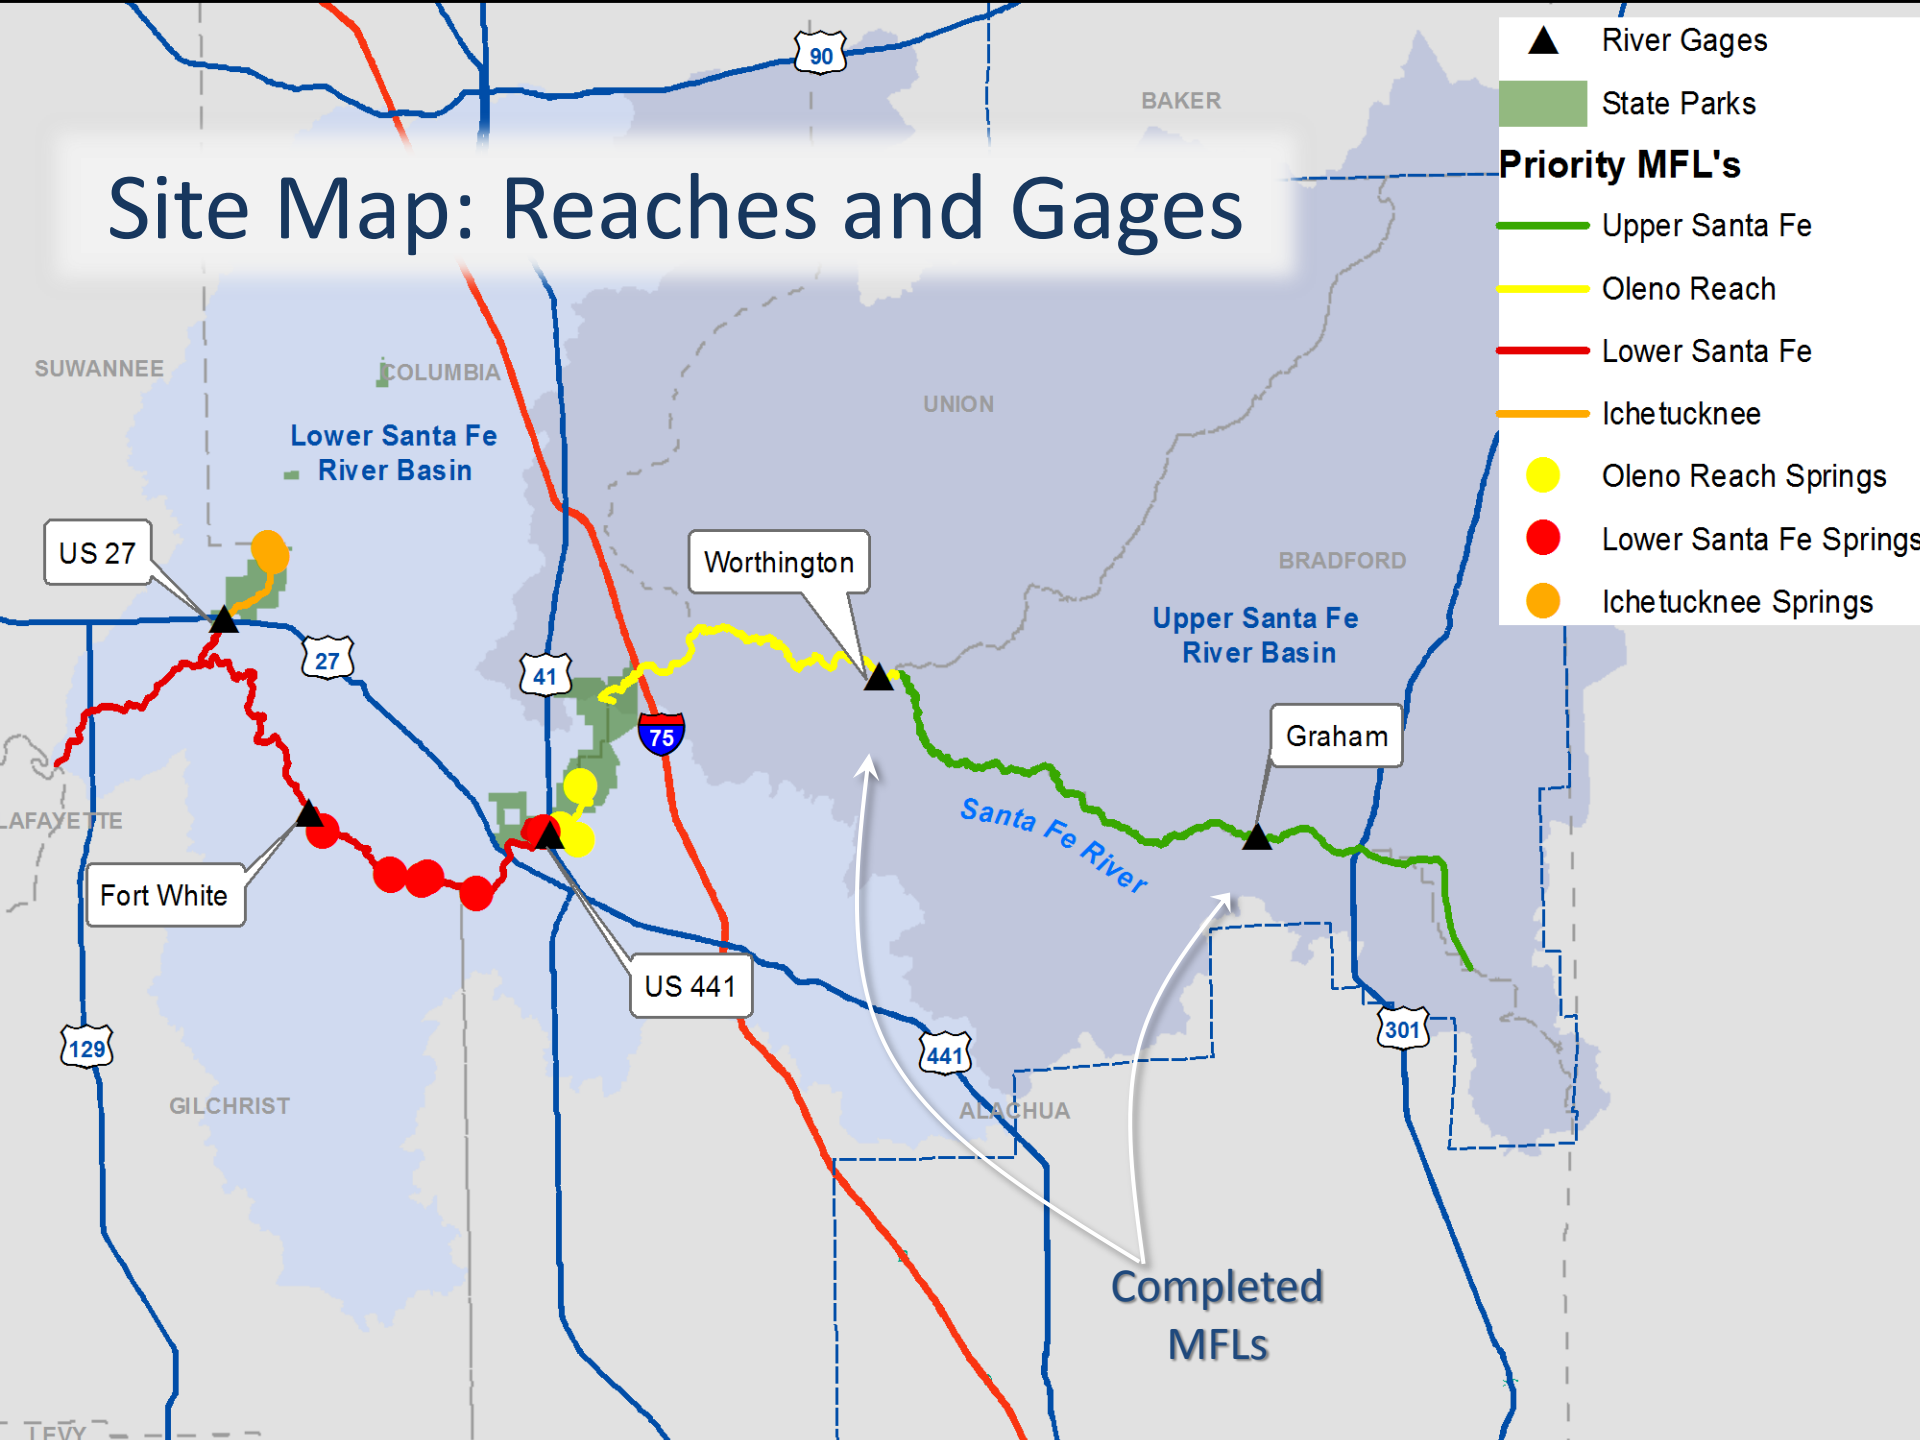 90
BAKER
River Gages
State Parks
Priority MFL's
Upper Santa Fe
Oleno Reach
Lower Santa Fe
Ichetucknee
Oleno Reach Springs
Lower Santa Fe Springs
Ichetucknee Springs
Site Map: Reaches and Gages
SUWANNEE
COLUMBIA
UNION
Lower Santa Fe
River Basin
US 27
Worthington
BRADFORD
Upper Santa Fe
River Basin
27
41
75
Graham
LAFAYETTE
Santa Fe River
Fort White
US 441
129
441
301
GILCHRIST
ALACHUA
Completed
MFLs
LEVY